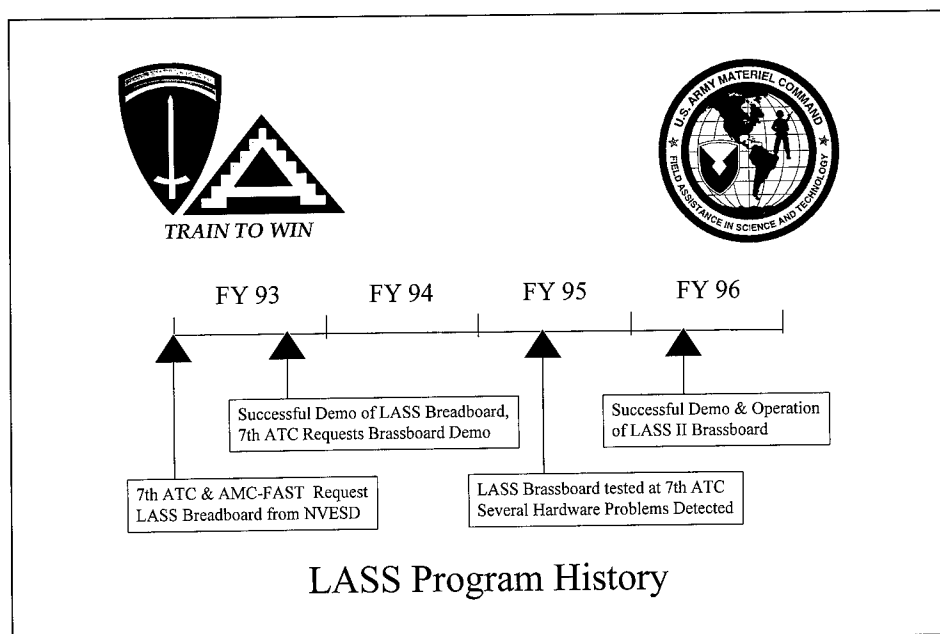 TRAIN TO WIN
U.S. ARMY MATERIEL COMMAND
FIELD ASSISTANCE IN SCIENCE AND TECHNOLOGY
FY 93
FY 94
FY 95
FY 96
Successful Demo of LASS Breadboard,
7th ATC Requests Brassboard Demo
Successful Demo & Operation
of LASS II Brassboard
7th ATC & AMC-FAST Request
LASS Breadboard from NVESD
LASS Brassboard tested at 7th ATC
Several Hardware Problems Detected
LASS Program History